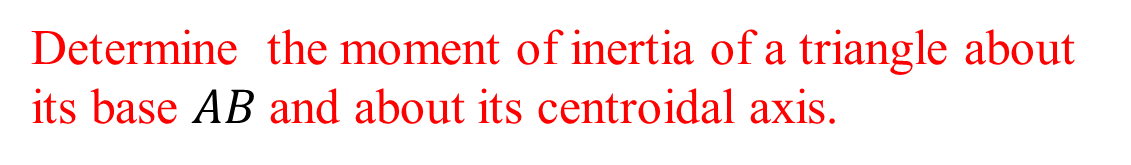 Determine the moment of inertia of a triangle about
its base AB and about its centroidal axis.